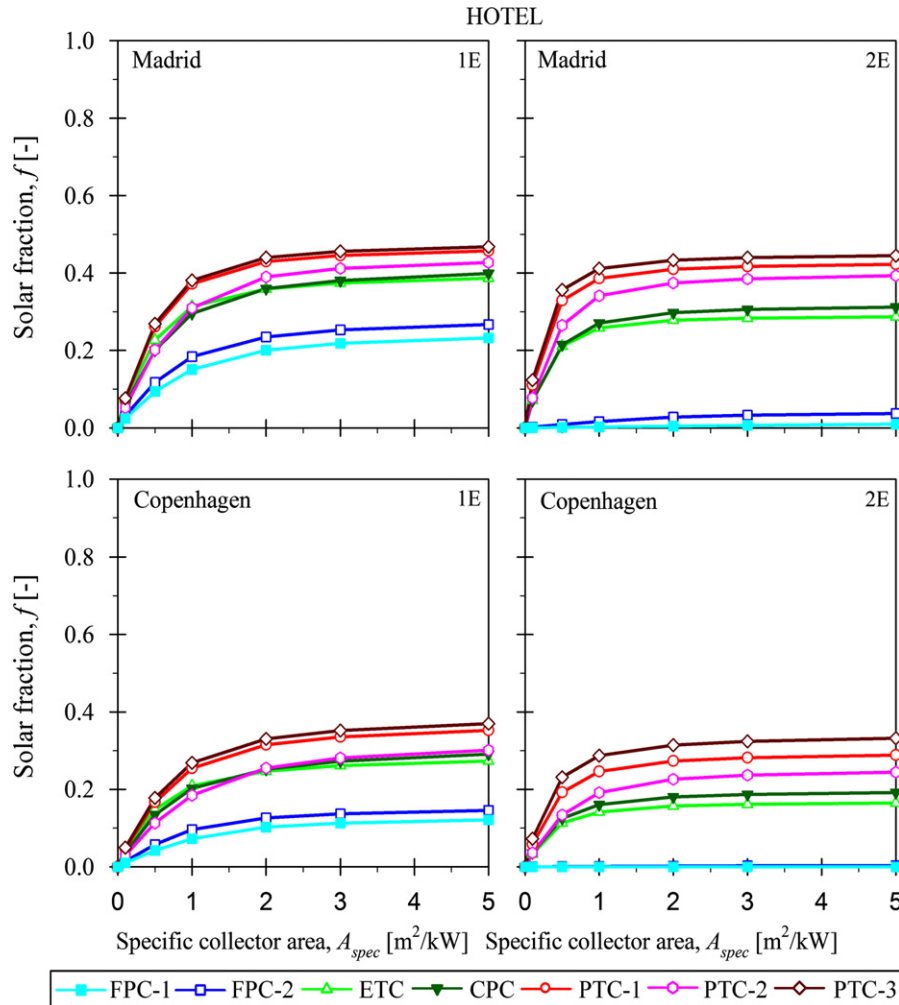 HOTEL
Madrid 1E
Madrid 2E
1.0
0.8
0.6
0.4
0.2
0.0
Solar fraction, f [-]
Copenhagen 1E
Copenhagen 2E
1.0
0.8
0.6
0.4
0.2
0.0
Solar fraction, f [-]
0 1 2 3 4 5
0 1 2 3 4 5
Specific collector area, A_spec [m²/kW]
Specific collector area, A_spec [m²/kW]
FPC-1 FPC-2 ETC CPC PTC-1 PTC-2 PTC-3